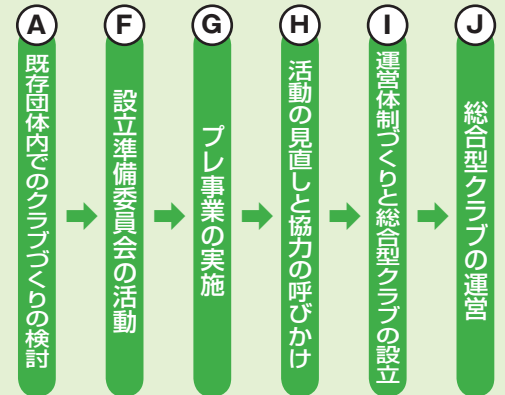 A
既存団体内でのクラブづくりの検討
F
設立準備委員会の活動
G
プレ事業の実施
H
活動の見直しと協力の呼びかけ
I
運営体制づくりと総合型クラブの設立
J
総合型クラブの運営